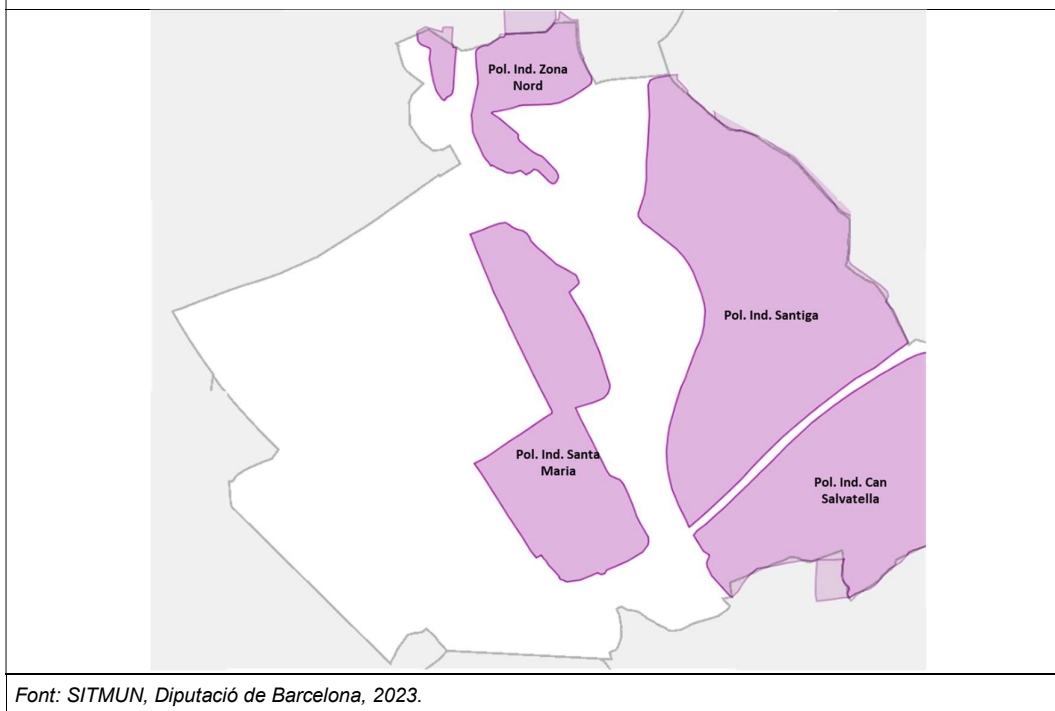 Pol. Ind. Zona
Nord
Pol. Ind. Santiga
Pol. Ind. Santa
Maria
Pol. Ind. Can
Salvatella
Font: SITMUN, Diputació de Barcelona, 2023.